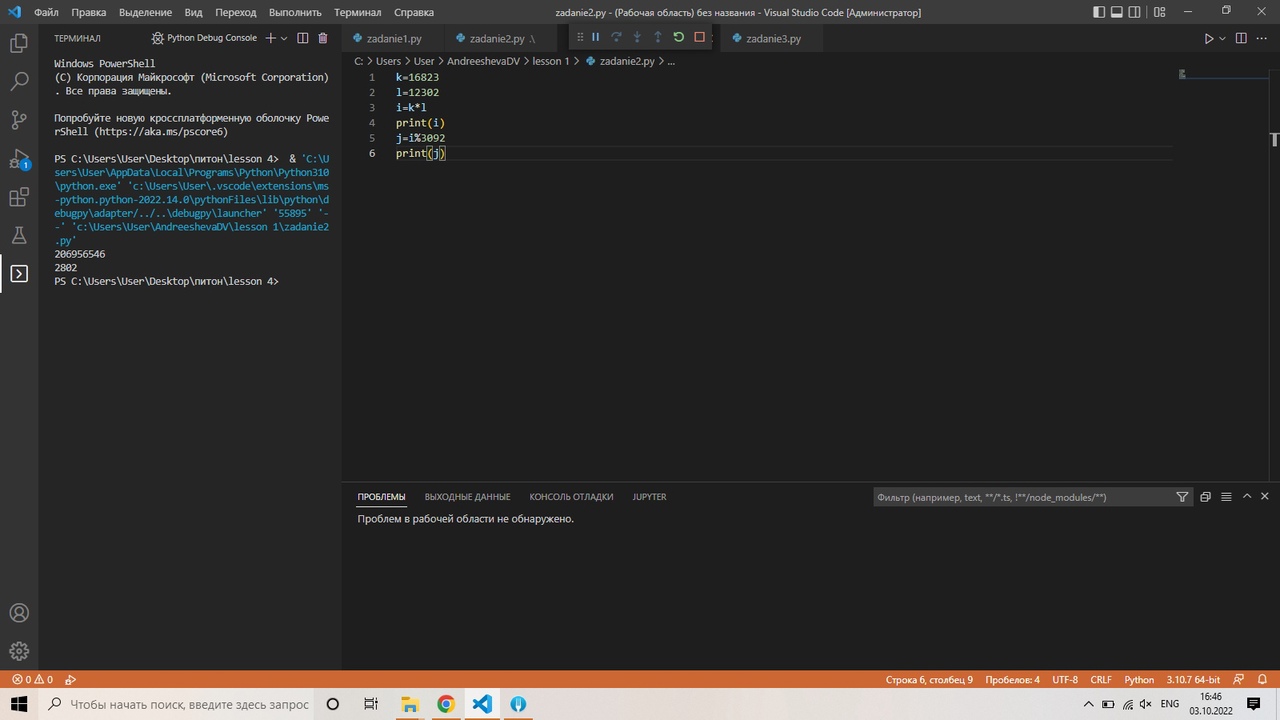 Файл Правка Выделение Вид Переход Выполнить Терминал Справка
zadanie2.py - (Рабочая область) без названия - Visual Studio Code [Администратор]
ТЕРМИНАЛ
Python Debug Console
zadanie1.py
zadanie2.py .\
zadanie3.py
C: > Users > User > AndreeshevaDV > lesson 1 > zadanie2.py > ...
Windows PowerShell
(C) Корпорация Майкрософт (Microsoft Corporation)
. Все права защищены.
Попробуйте новую кроссплатформенную оболочку Powe
rShell (https://aka.ms/pscore6)
PS C:\Users\User\Desktop\питон\lesson 4>  & 'C:\U
sers\User\AppData\Local\Programs\Python\Python310
\python.exe' 'c:\Users\User\.vscode\extensions\ms
-python.python-2022.14.0\pythonFiles\lib\python\d
ebugpy\adapter/../..\debugpy\launcher' '55895' '-
-' 'c:\Users\User\AndreeshevaDV\lesson 1\zadanie2
.py'
206956546
2802
PS C:\Users\User\Desktop\питон\lesson 4>
1 k=16823
2 l=12302
3 i=k*l
4 print(i)
5 j=i%3092
6 print(j)
1
ПРОБЛЕМЫ ВЫХОДНЫЕ ДАННЫЕ КОНСОЛЬ ОТЛАДКИ JUPYTER
Фильтр (например, text, **/*.ts, !**/node_modules/**)
Проблем в рабочей области не обнаружено.
0 0
Строка 6, столбец 9 Пробелов: 4 UTF-8 CRLF Python 3.10.7 64-bit
Чтобы начать поиск, введите здесь запрос
ENG
16:46
03.10.2022